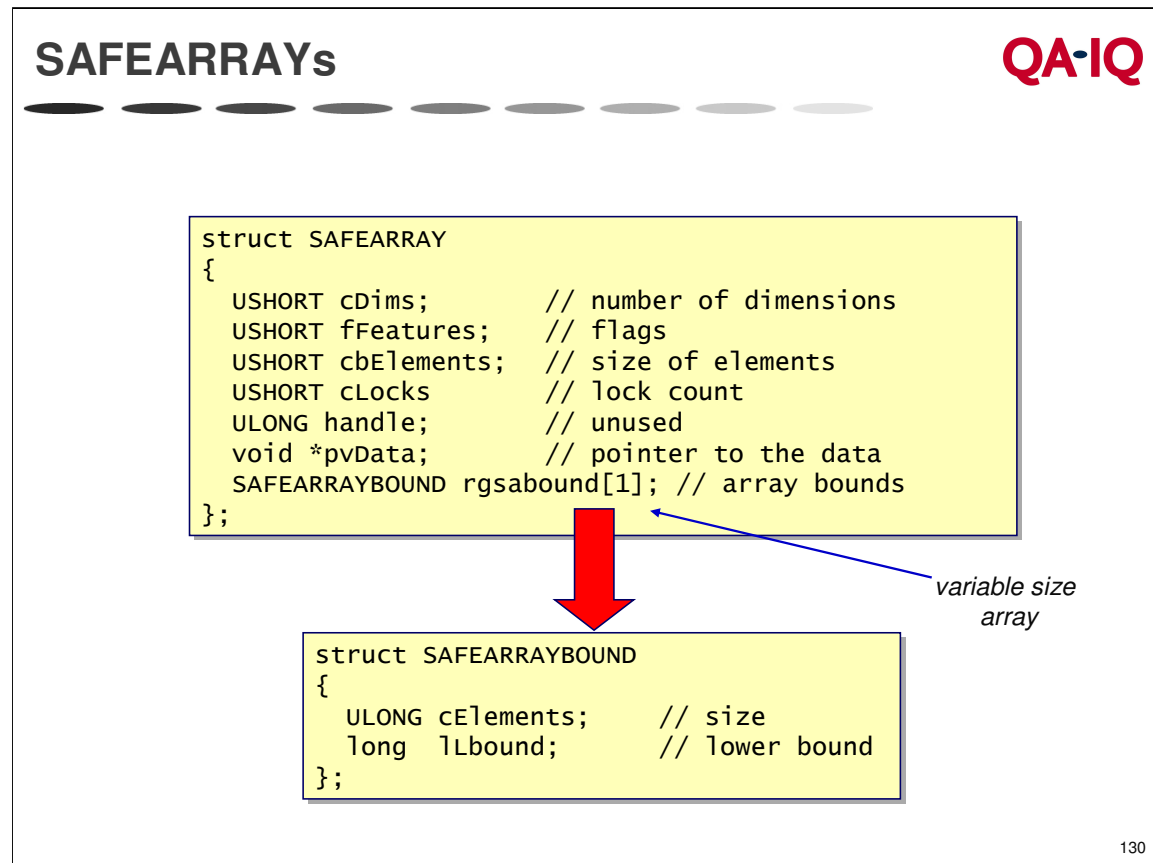 SAFEARRAYs
QA-IQ
struct SAFEARRAY
{
USHORT cDims; // number of dimensions
USHORT fFeatures; // flags
USHORT cbElements; // size of elements
USHORT cLocks // lock count
ULONG handle; // unused
void *pvData; // pointer to the data
SAFEARRAYBOUND rgsabound[1]; // array bounds
};
variable size
array
struct SAFEARRAYBOUND
{
ULONG cElements; // size
long lLbound; // lower bound
};
130